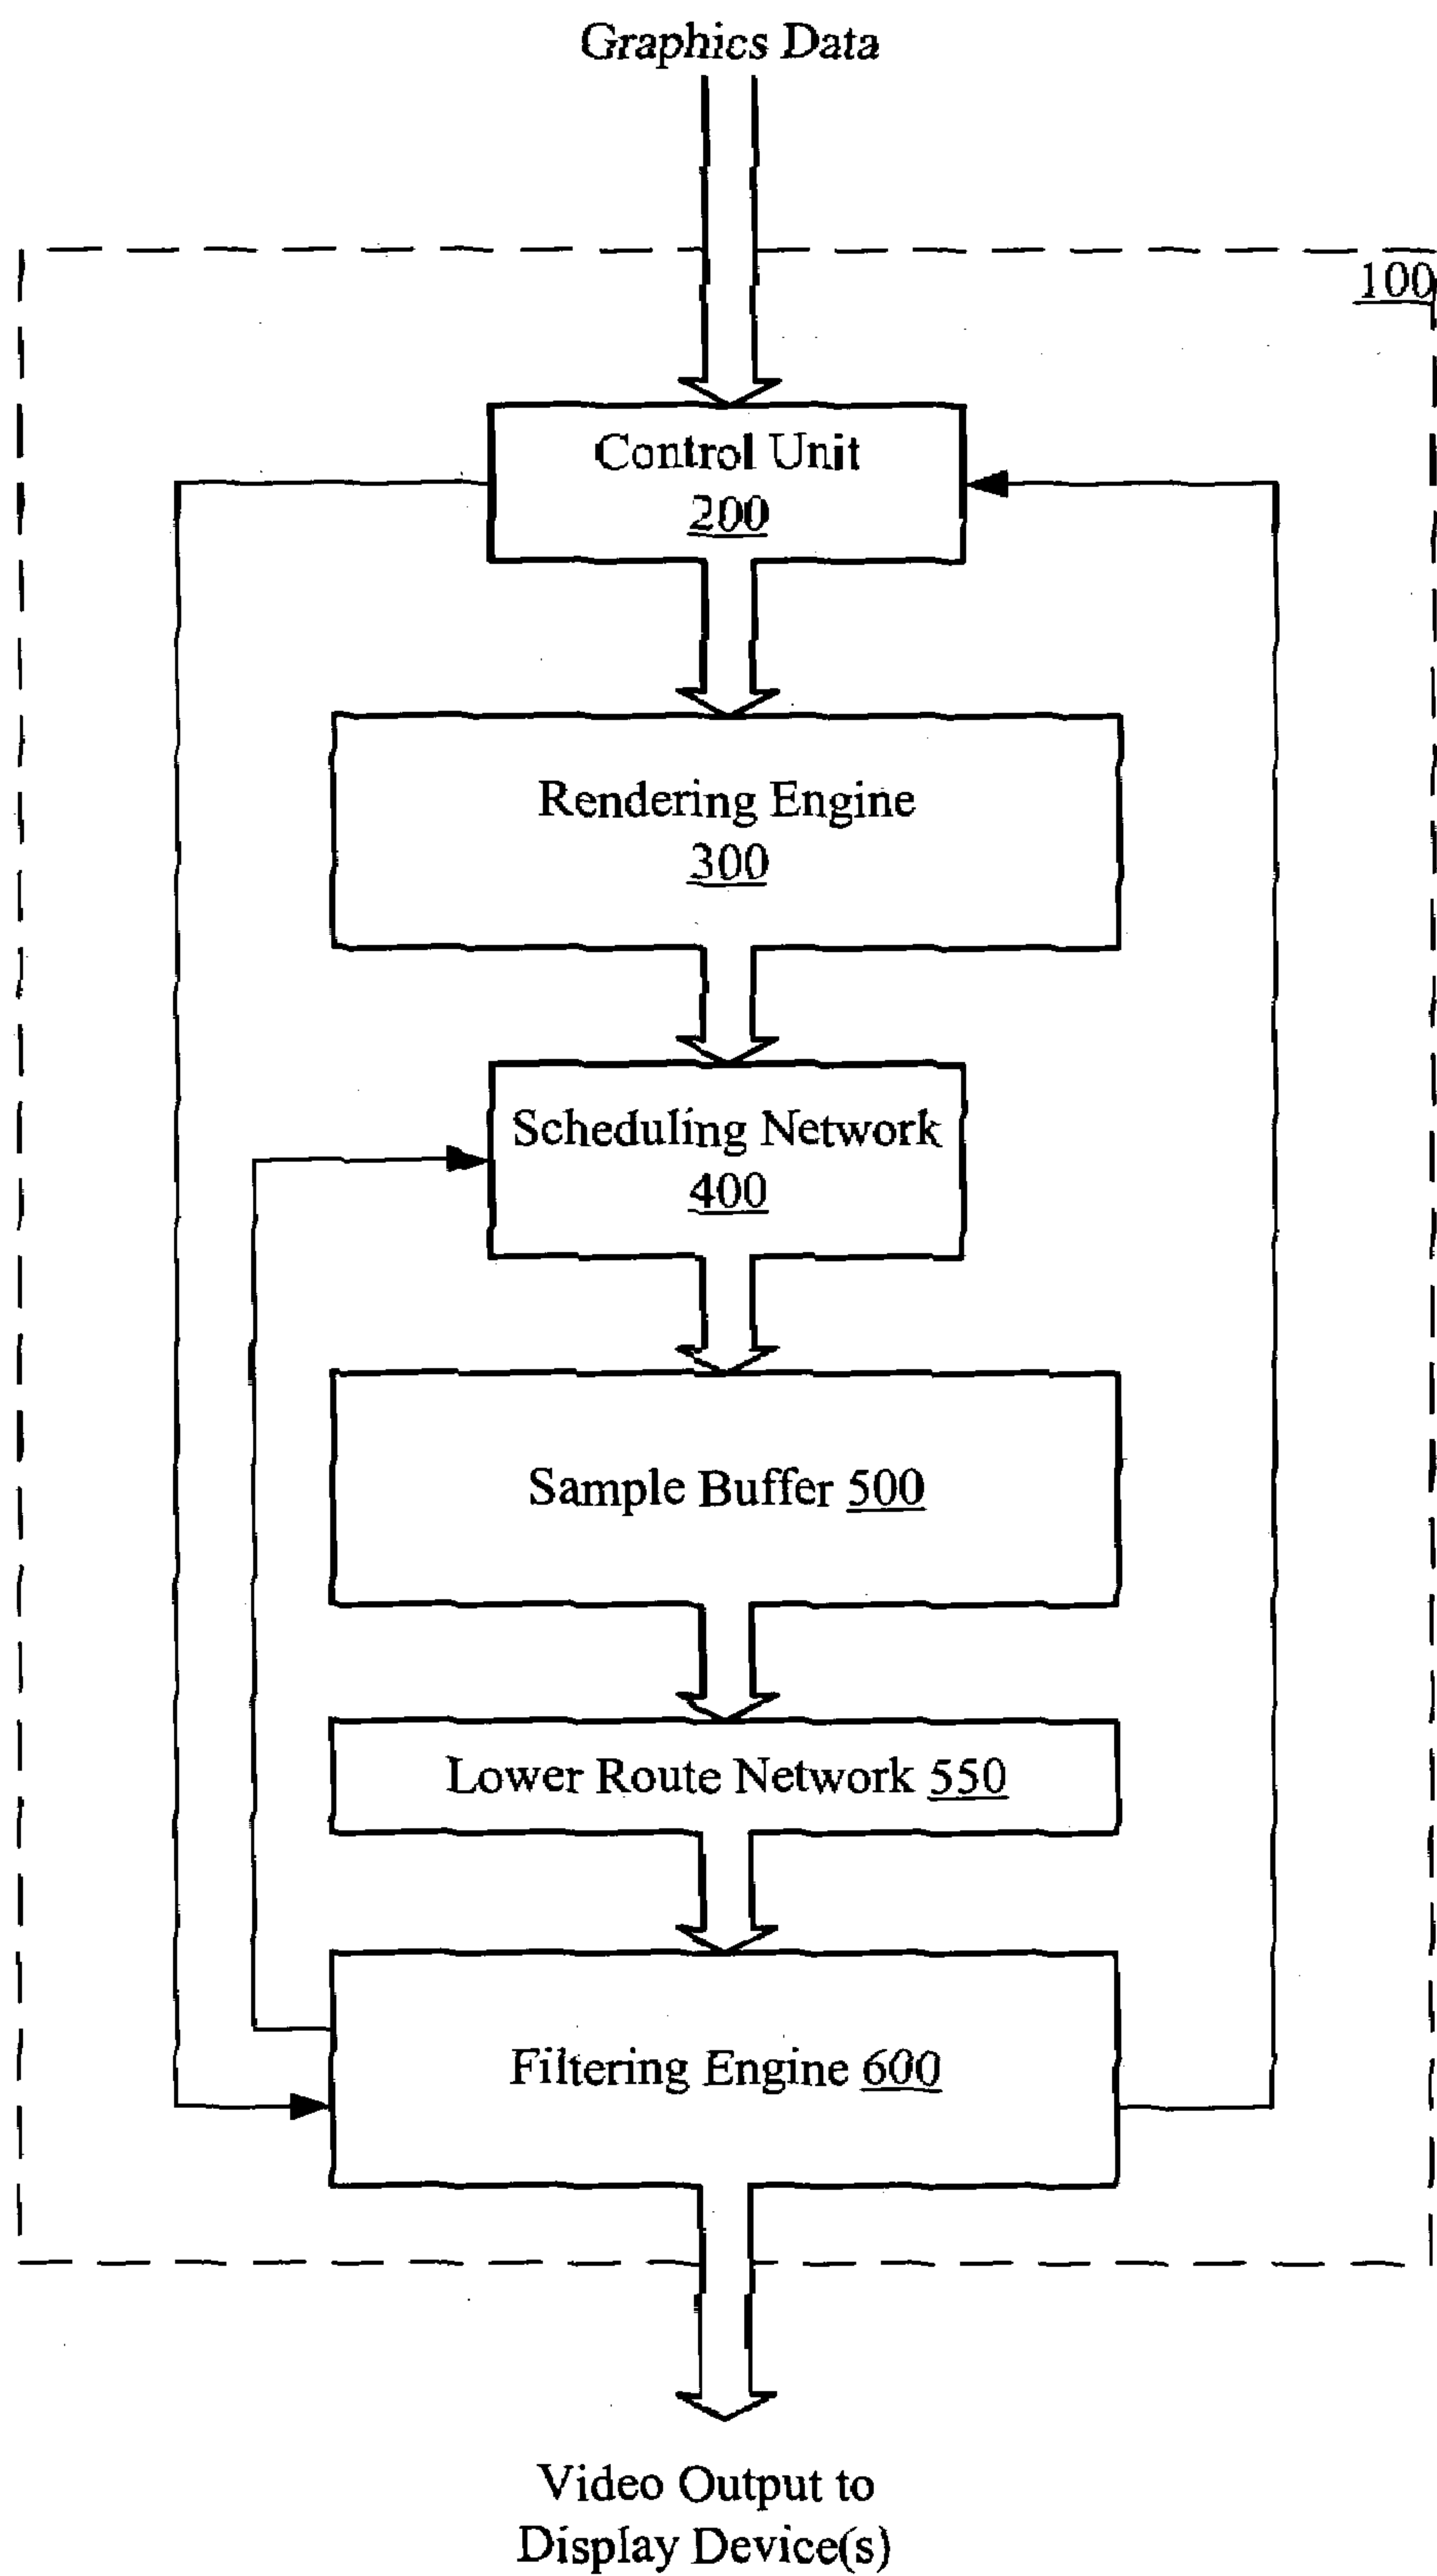 Graphics Data
100
Control Unit
200
Rendering Engine
300
Scheduling Network
400
Sample Buffer 500
Lower Route Network 550
Filtering Engine 600
Video Output to
Display Device(s)